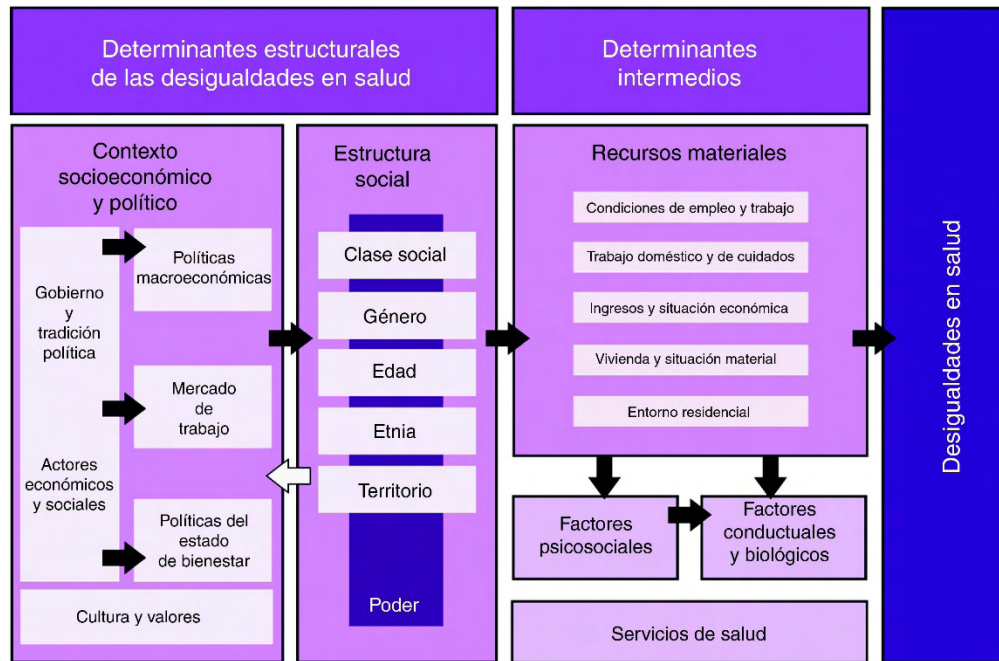 Determinantes estructurales
de las desigualdades en salud
Determinantes
intermedios
Contexto
socioeconómico
y político
Gobierno
y
tradición
política
Actores
económicos
y sociales
Políticas
macroeconómicas
Mercado
de
trabajo
Políticas del
estado
de bienestar
Cultura y valores
Estructura
social
Clase social
Género
Edad
Etnia
Territorio
Poder
Recursos materiales
Condiciones de empleo y trabajo
Trabajo doméstico y de cuidados
Ingresos y situación económica
Vivienda y situación material
Entorno residencial
Factores
psicosociales
Factores
conductuales
y biológicos
Servicios de salud
Desigualdades en salud